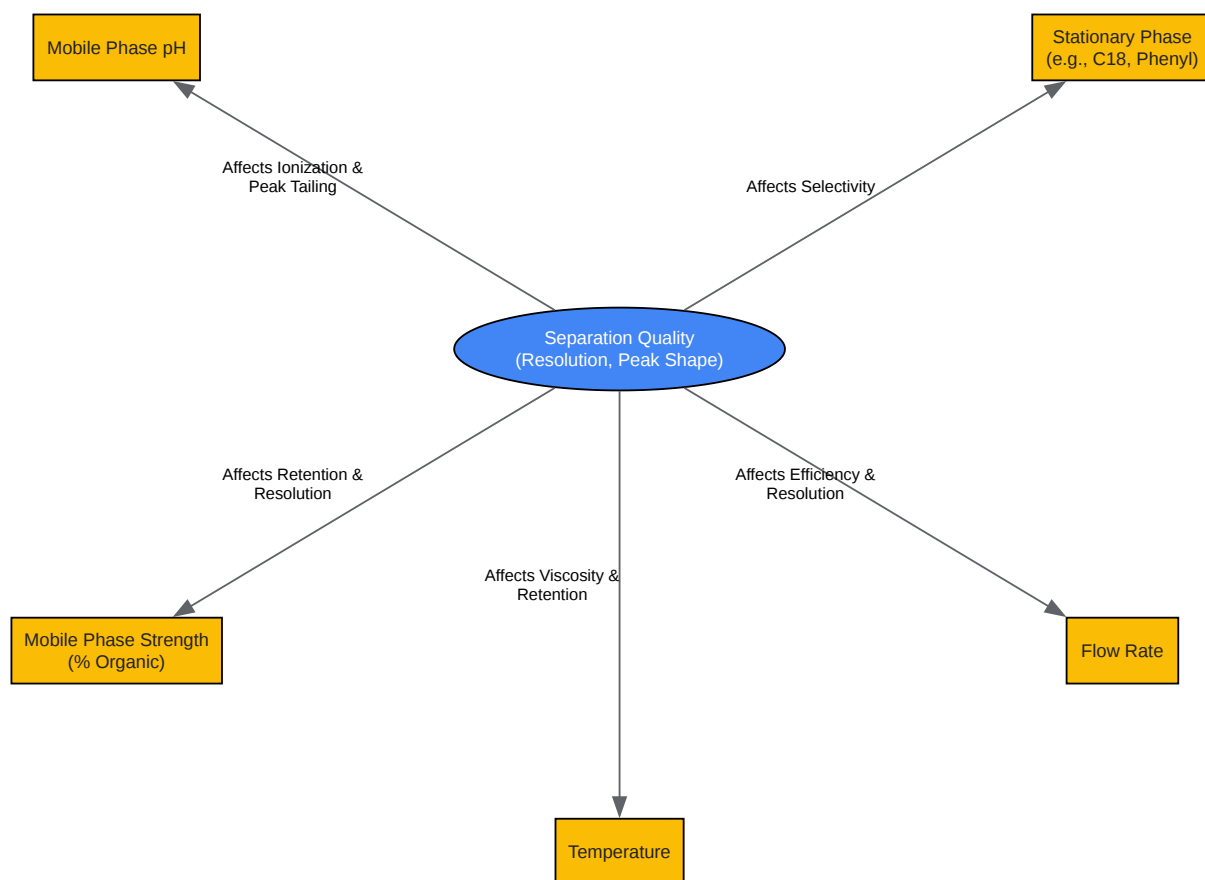 Mobile Phase pH
Stationary Phase
(e.g., C18, Phenyl)
Affects Ionization &
Peak Tailing
Affects Selectivity
Separation Quality
(Resolution, Peak Shape)
Affects Retention &
Resolution
Affects Efficiency &
Resolution
Affects Viscosity &
Retention
Mobile Phase Strength
(% Organic)
Flow Rate
Temperature